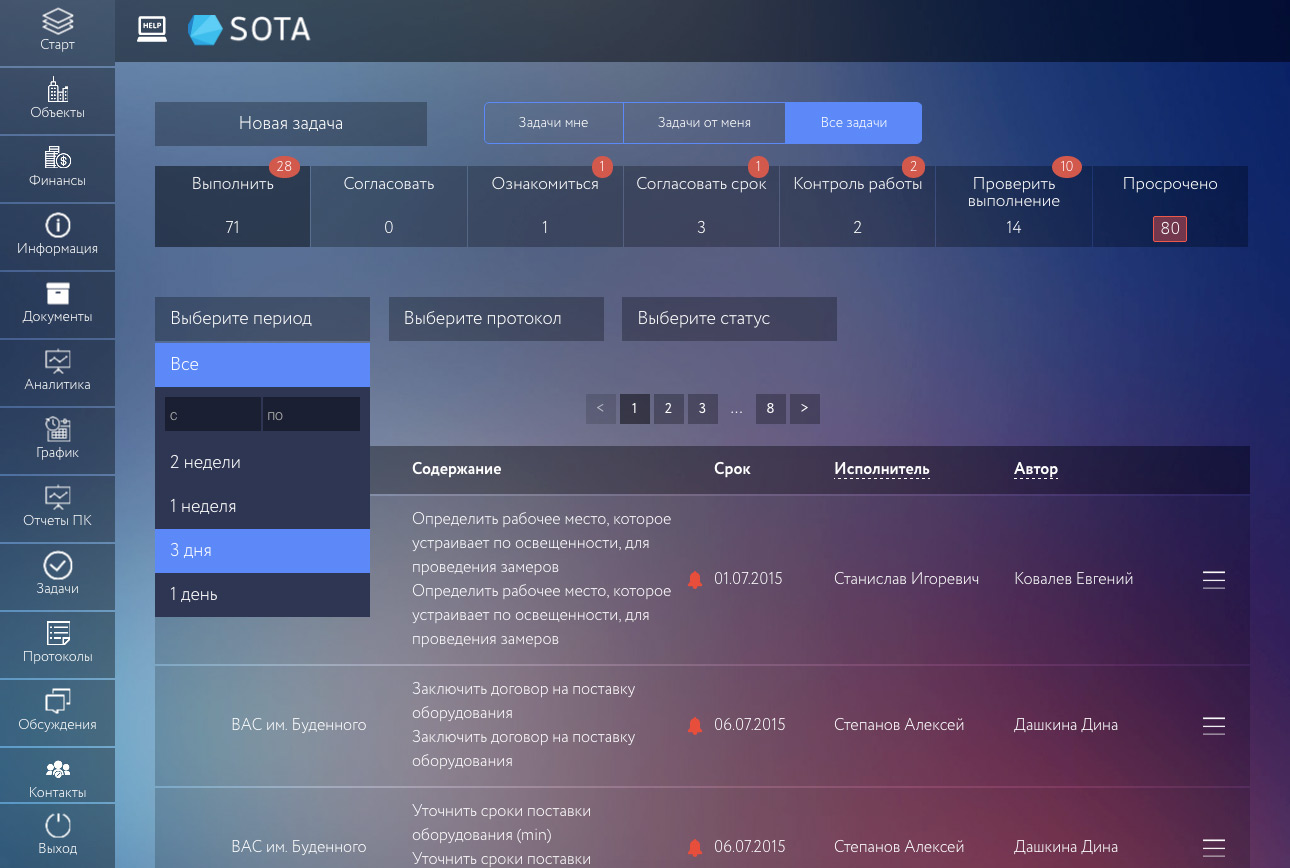 Старт
Объекты
Финансы
Информация
Документы
Аналитика
График
Отчеты ПК
Задачи
Протоколы
Обсуждения
Контакты
Выход
HELP
SOTA
Новая задача
Задачи мне
Задачи от меня
Все задачи
28
Выполнить
71
Согласовать
0
1
Ознакомиться
1
1
Согласовать срок
3
2
Контроль работы
2
10
Проверить
выполнение
14
Просрочено
80
Выберите период
Выберите протокол
Выберите статус
Все
с
по
2 недели
1 неделя
3 дня
1 день
< 1 2 3 ... 8 >
Содержание
Срок
Исполнитель
Автор
Определить рабочее место, которое
устраивает по освещенности, для
проведения замеров
Определить рабочее место, которое
устраивает по освещенности, для
проведения замеров
01.07.2015
Станислав Игоревич
Ковалев Евгений
ВАС им. Буденного
Заключить договор на поставку
оборудования
Заключить договор на поставку
оборудования
06.07.2015
Степанов Алексей
Дашкина Дина
ВАС им. Буденного
Уточнить сроки поставки
оборудования (min)
Уточнить сроки поставки
06.07.2015
Степанов Алексей
Дашкина Дина